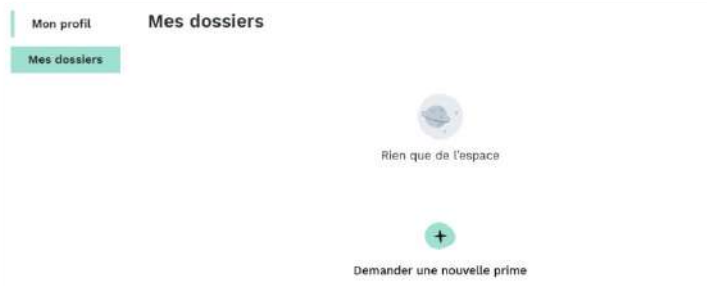 Mon profil
Mes dossiers
Mes dossiers
Rien que de l'espace
Demander une nouvelle prime